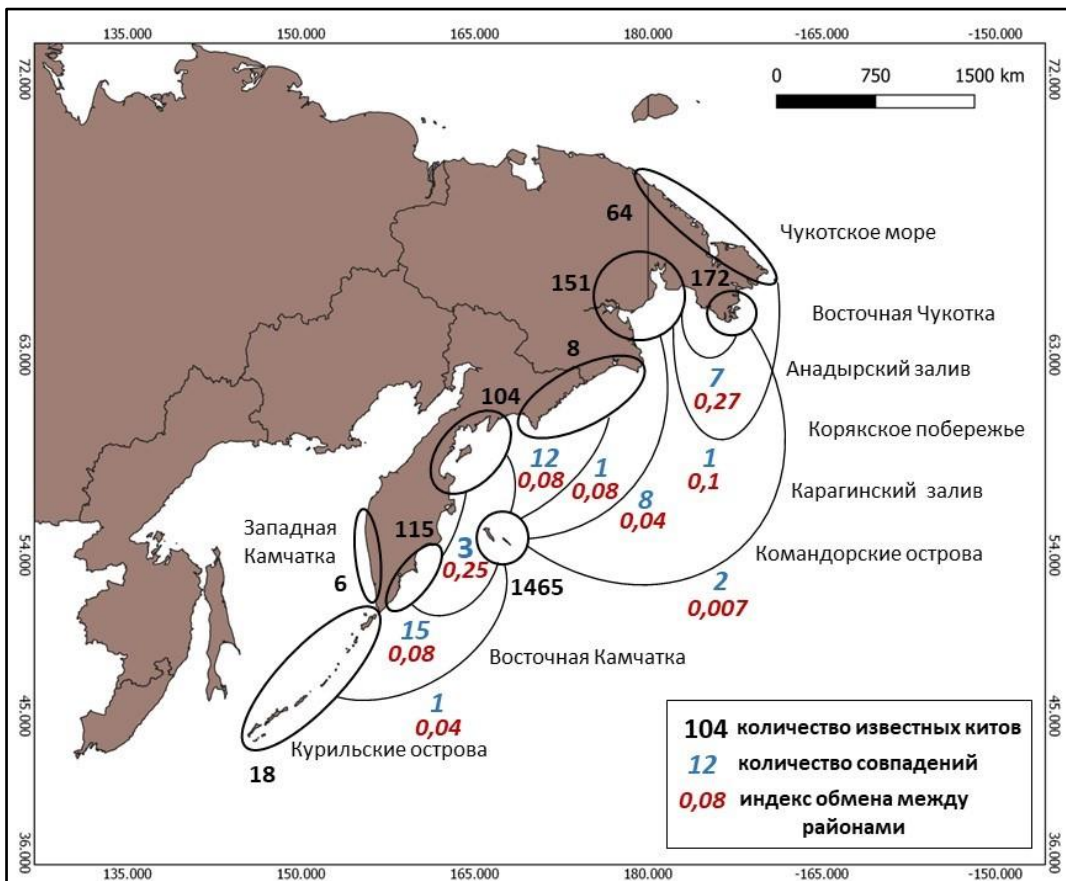 135.000 150.000 165.000 180.000 -165.000 -150.000
72.000
72.000
0 750 1500 km
64
Чукотское море
151
172
Восточная Чукотка
63.000
63.000
8
7
Анадырский залив
0,27
104
Корякское побережье
12
1
1
0,08
0,08
0,1
8
Карагинский залив
0,04
Западная
Камчатка
115
54.000
54.000
3
Командорские острова
0,25
6
1465
2
0,007
15
0,08
Восточная Камчатка
1
0,04
45.000
45.000
Курильские острова
18
104 количество известных китов
12 количество совпадений
0,08 индекс обмена между
районами
36.000
36.000
135.000 150.000 165.000 180.000 -165.000 -150.000